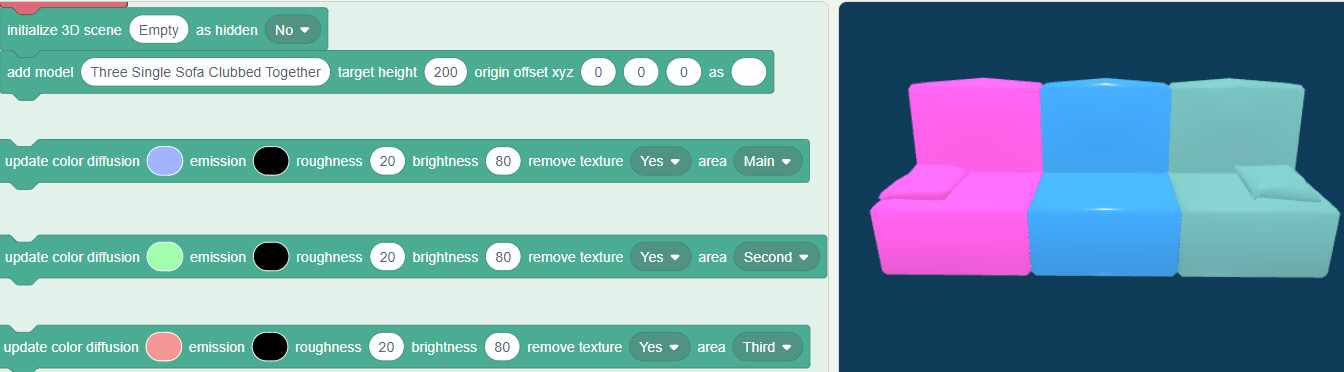 initialize 3D scene Empty as hidden No
add model Three Single Sofa Clubbed Together target height 200 origin offset xyz 0 0 0 as
update color diffusion emission roughness 20 brightness 80 remove texture Yes area Main
update color diffusion emission roughness 20 brightness 80 remove texture Yes area Second
update color diffusion emission roughness 20 brightness 80 remove texture Yes area Third